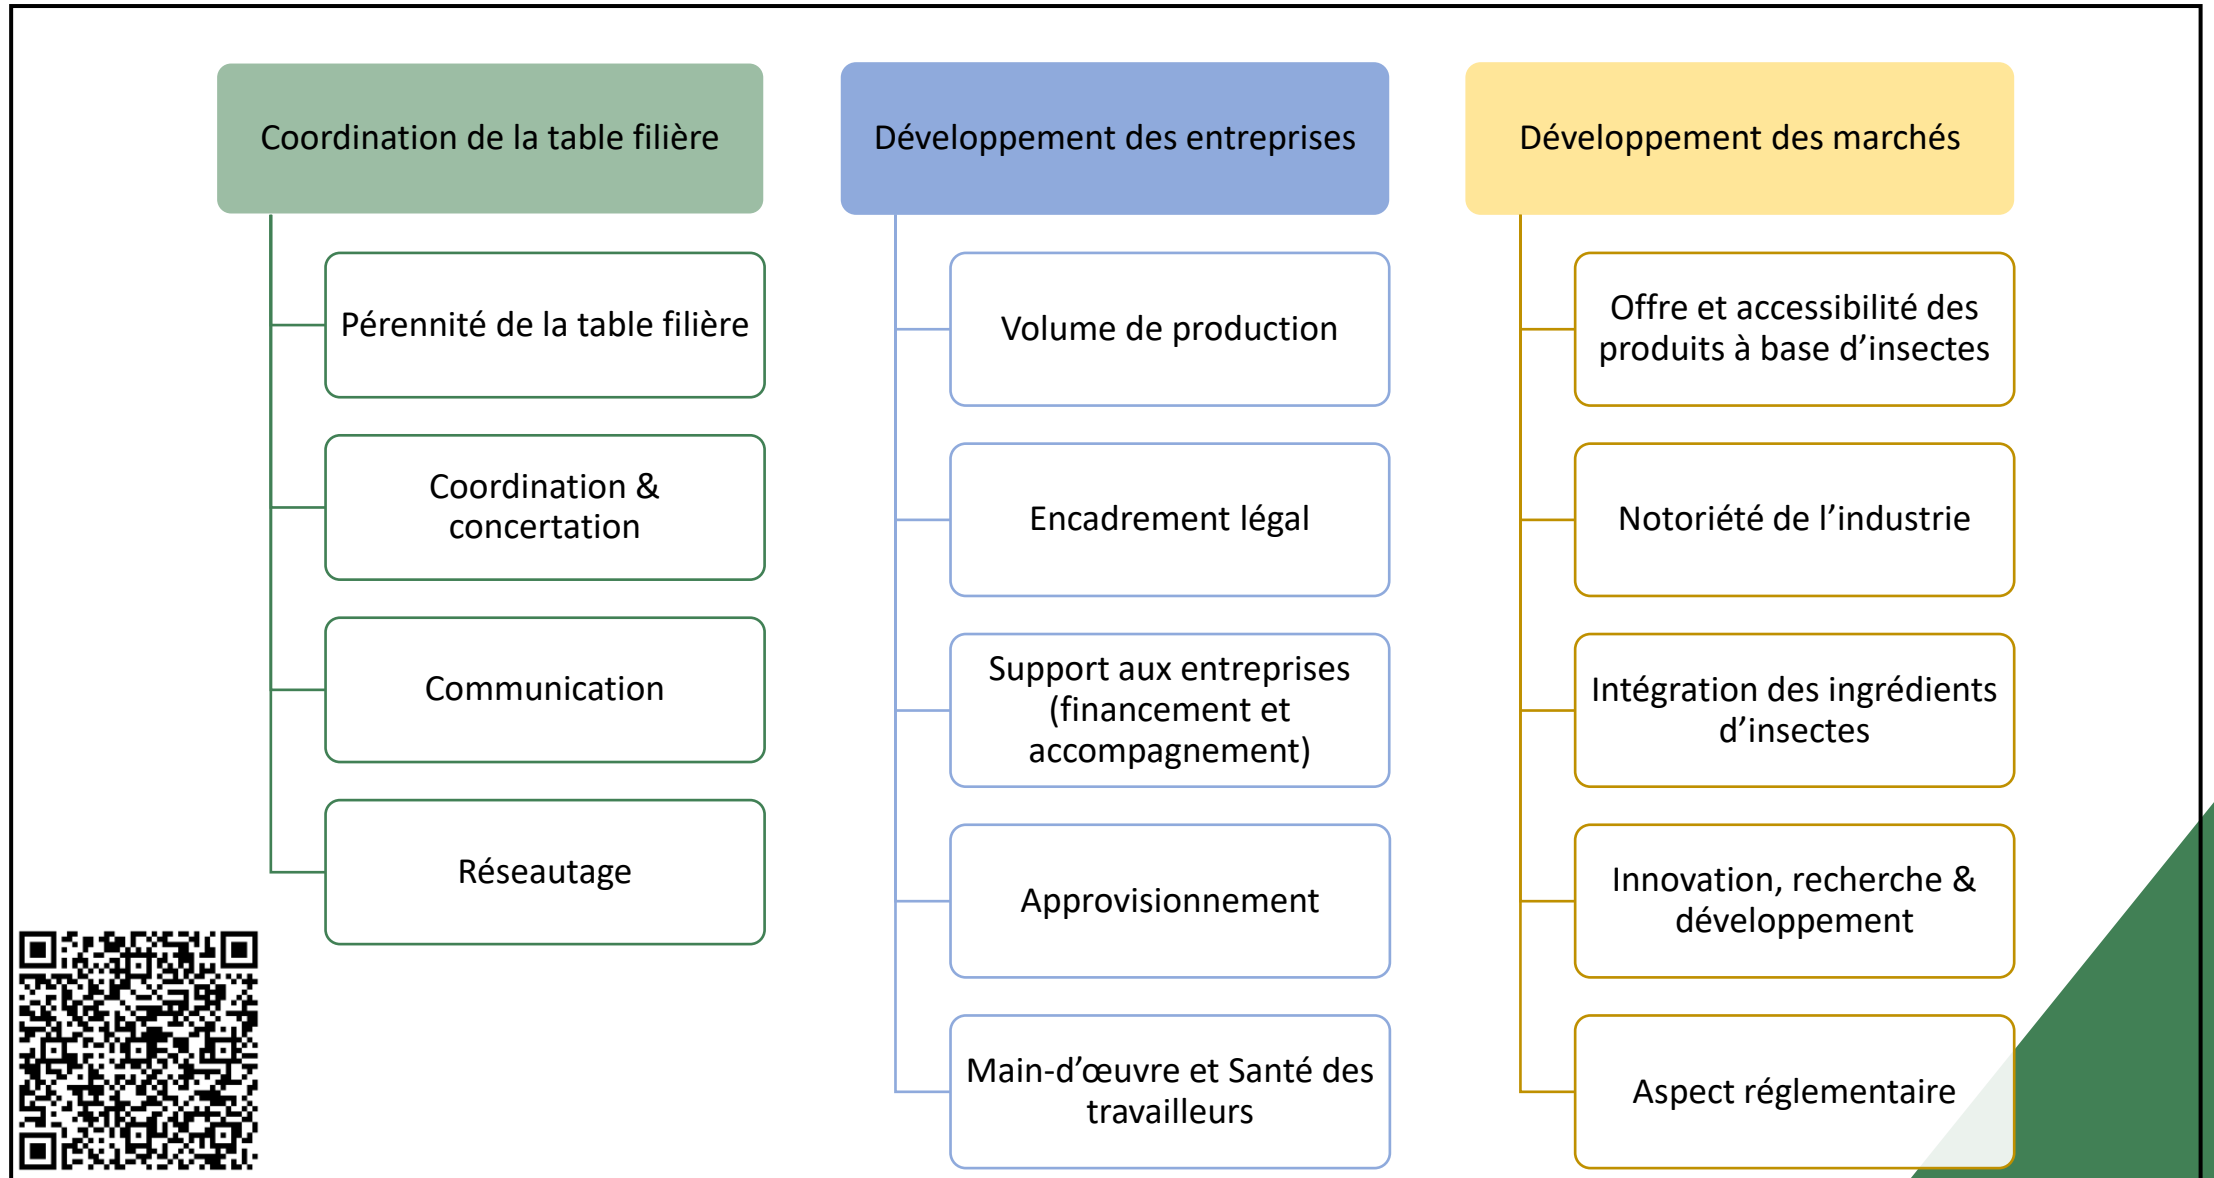 Coordination de la table filière
Pérennité de la table filière
Coordination &
concertation
Communication
Réseautage
Développement des entreprises
Volume de production
Encadrement légal
Support aux entreprises
(financement et
accompagnement)
Approvisionnement
Main-d’œuvre et Santé des
travailleurs
Développement des marchés
Offre et accessibilité des
produits à base d’insectes
Notoriété de l’industrie
Intégration des ingrédients
d’insectes
Innovation, recherche &
développement
Aspect réglementaire